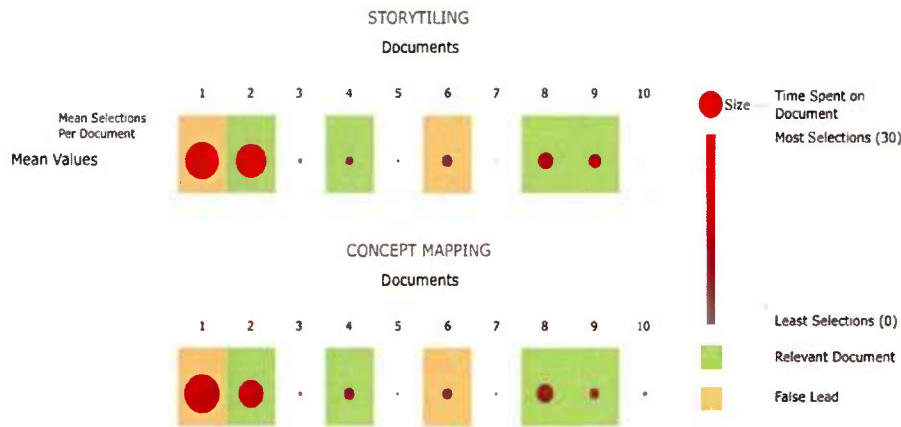 STORYTILING
Documents
1 2 3 4 5 6 7 8 9 10
Mean Selections
Per Document
Mean Values
CONCEPT MAPPING
Documents
1 2 3 4 5 6 7 8 9 10
Size
Time Spent on
Document
Most Selections (30)
Least Selections (0)
Relevant Document
False Lead